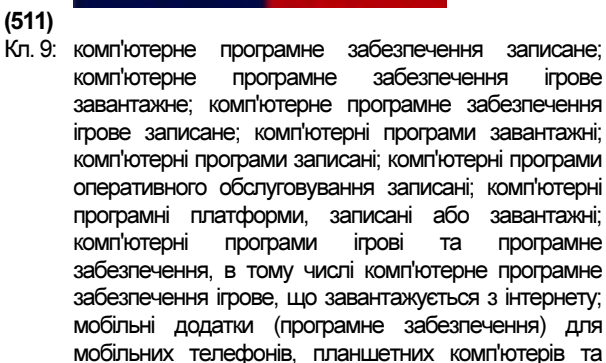 (511)
Кл. 9: комп'ютерне програмне забезпечення записане;
комп'ютерне програмне забезпечення ігрове
завантажне; комп'ютерне програмне забезпечення
ігрове записане; комп'ютерні програми завантажні;
комп'ютерні програми записані; комп'ютерні програми
оперативного обслуговування записані; комп'ютерні
програмні платформи, записані або завантажні;
комп'ютерні програми ігрові та програмне
забезпечення, в тому числі комп'ютерне програмне
забезпечення ігрове, що завантажується з інтернету;
мобільні додатки (програмне забезпечення) для
мобільних телефонів, планшетних комп'ютерів та